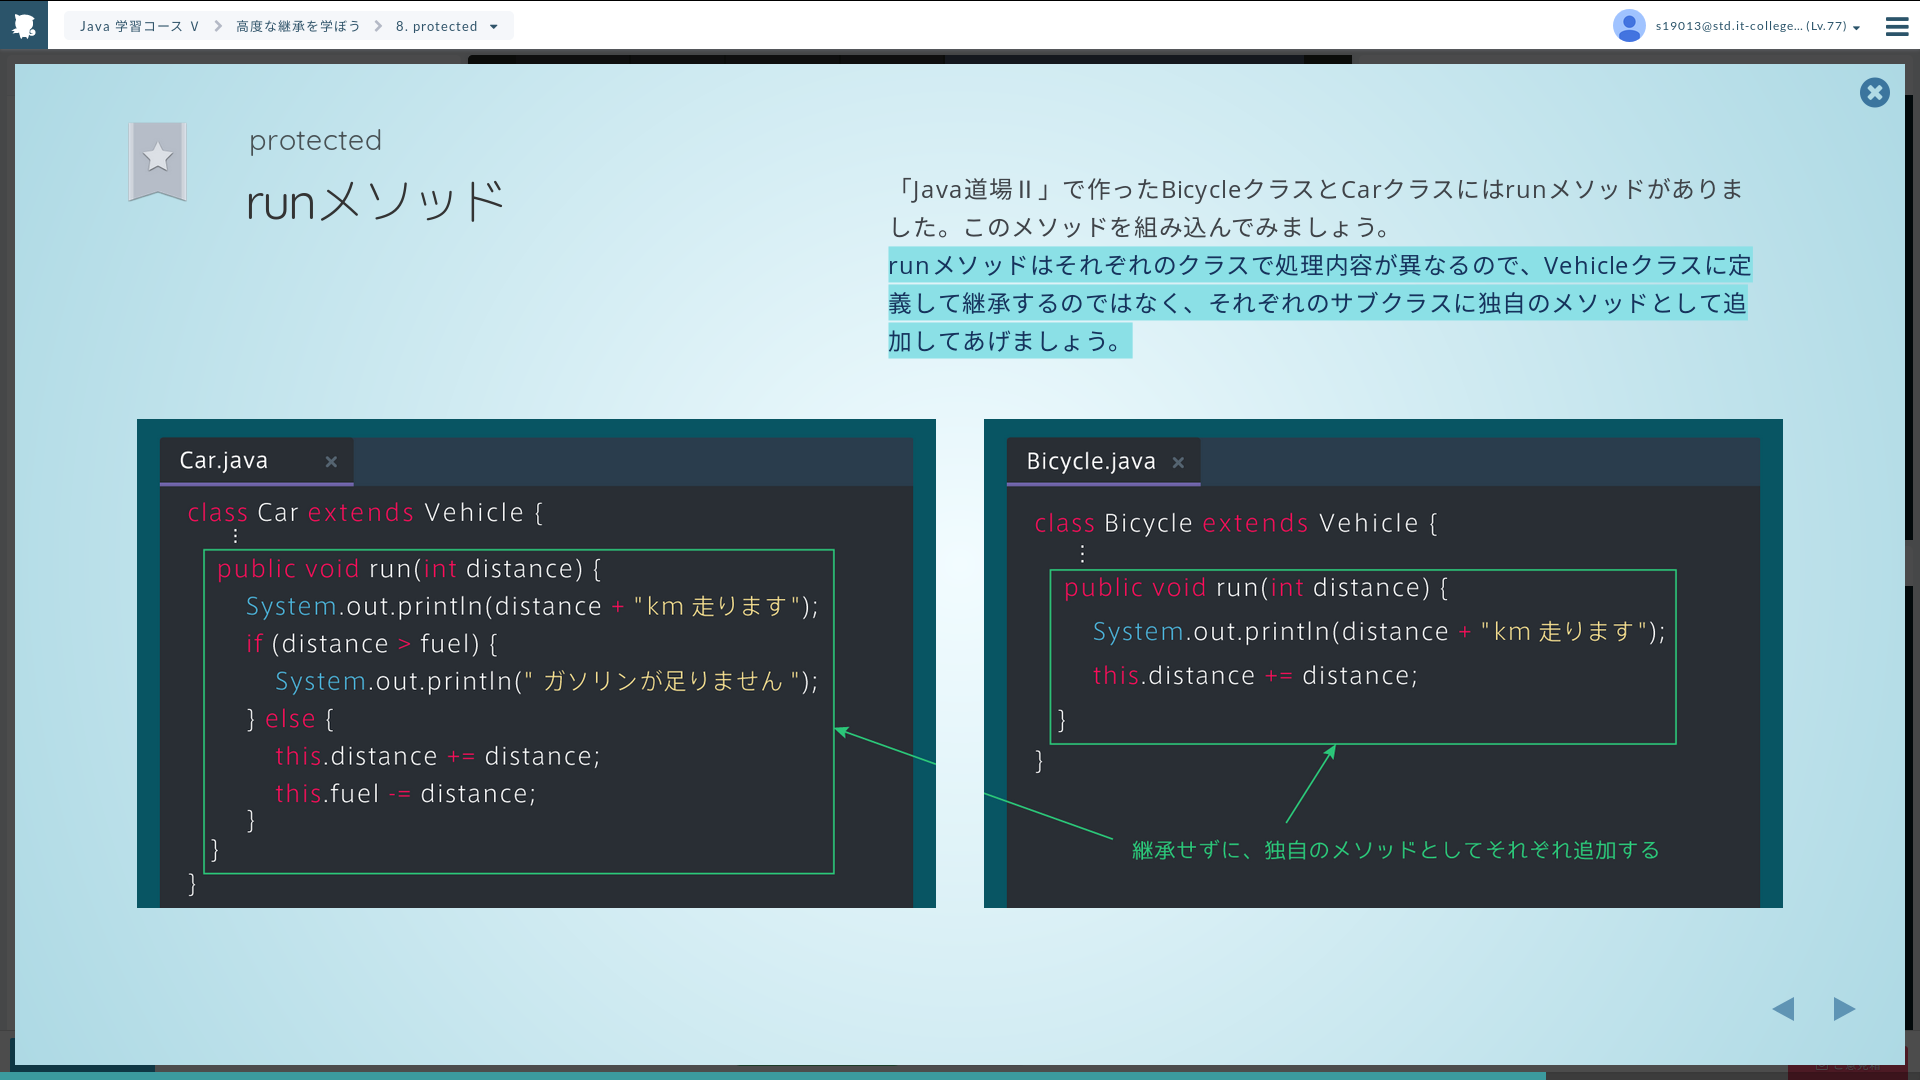 Java 学習コース Ⅴ
高度な継承を学ぼう
8. protected
s19013@std.it-college... (Lv.77)
protected
runメソッド
「Java道場Ⅱ」で作ったBicycleクラスとCarクラスにはrunメソッドがありま
した。このメソッドを組み込んでみましょう。
runメソッドはそれぞれのクラスで処理内容が異なるので、Vehicleクラスに定
義して継承するのではなく、それぞれのサブクラスに独自のメソッドとして追
加してあげましょう。
Car.java ×
class Car extends Vehicle {
⋮
public void run(int distance) {
System.out.println(distance + "km 走ります");
if (distance > fuel) {
System.out.println(" ガソリンが足りません ");
} else {
this.distance += distance;
this.fuel -= distance;
}
}
}
Bicycle.java ×
class Bicycle extends Vehicle {
⋮
public void run(int distance) {
System.out.println(distance + "km 走ります");
this.distance += distance;
}
}
継承せずに、独自のメソッドとしてそれぞれ追加する